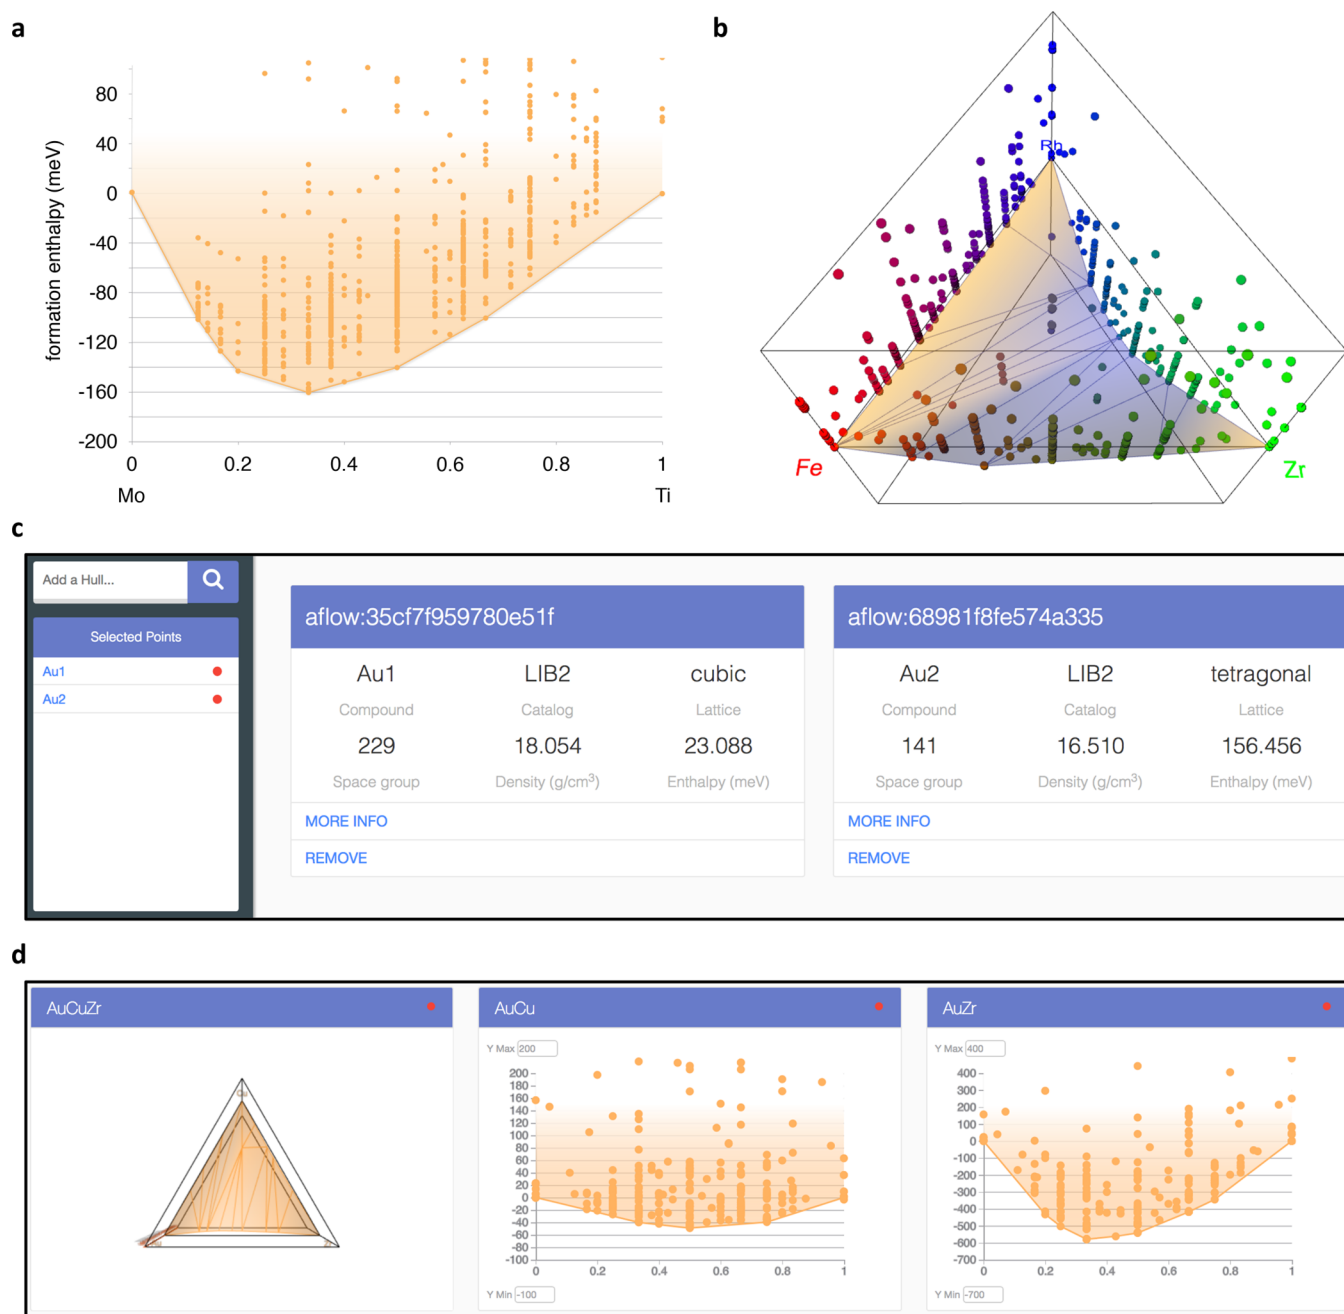 a
formation enthalpy (meV)
80
40
0
-40
-80
-120
-160
-200
0
0.2
0.4
0.6
0.8
1
Mo
Ti
b
Rh
Fe
Zr
c
Add a Hull...
Selected Points
Au1
Au2
aflow:35cf7f959780e51f
Au1 LIB2 cubic
Compound Catalog Lattice
229 18.054 23.088
Space group Density (g/cm³) Enthalpy (meV)
MORE INFO
REMOVE
aflow:68981f8fe574a335
Au2 LIB2 tetragonal
Compound Catalog Lattice
141 16.510 156.456
Space group Density (g/cm³) Enthalpy (meV)
MORE INFO
REMOVE
d
AuCuZr
Cu
AuCu
Y Max 200
200
180
160
140
120
100
80
60
40
20
0
-20
-40
-60
-80
-100
0 0.2 0.4 0.6 0.8 1
Y Min -100
AuZr
Y Max 400
400
300
200
100
0
-100
-200
-300
-400
-500
-600
-700
0 0.2 0.4 0.6 0.8 1
Y Min -700